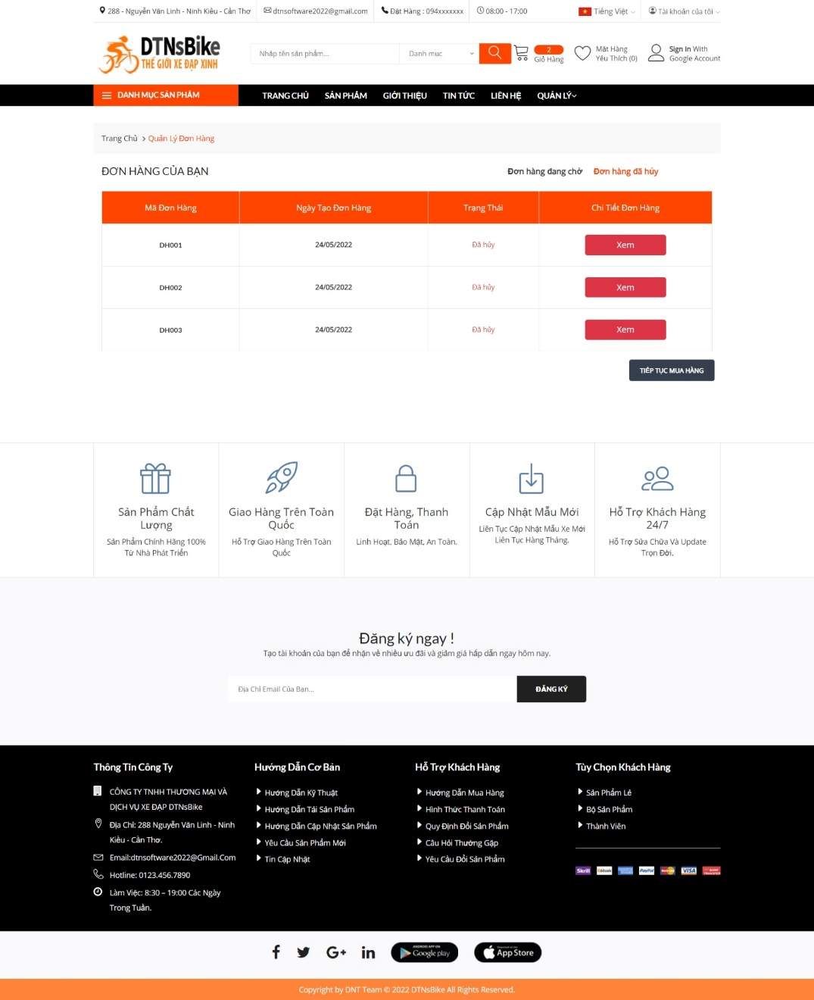 288 - Nguyễn Văn Linh - Ninh Kiều - Cần Thơ dtnsoftware2022@gmail.com Đặt Hàng : 094xxxxxxx 08:00 - 17:00 Tiếng Việt Tài khoản của tôi
DTNsBike
THẾ GIỚI XE ĐẠP XINH
Nhập tên sản phẩm... Danh mục
2
Giỏ Hàng
Mặt Hàng
Yêu Thích (0)
Sign In With
Google Account
DANH MỤC SẢN PHẨM TRANG CHỦ SẢN PHẨM GIỚI THIỆU TIN TỨC LIÊN HỆ QUẢN LÝ
Trang Chủ > Quản Lý Đơn Hàng
ĐƠN HÀNG CỦA BẠN Đơn hàng đang chờ Đơn hàng đã hủy
Mã Đơn Hàng Ngày Tạo Đơn Hàng Trạng Thái Chi Tiết Đơn Hàng
DH001 24/05/2022 Đã hủy Xem
DH002 24/05/2022 Đã hủy Xem
DH003 24/05/2022 Đã hủy Xem
TIẾP TỤC MUA HÀNG
Sản Phẩm Chất
Lượng
Sản Phẩm Chính Hãng 100%
Từ Nhà Phát Triển
Giao Hàng Trên Toàn
Quốc
Hỗ Trợ Giao Hàng Trên Toàn
Quốc
Đặt Hàng, Thanh
Toán
Linh Hoạt, Bảo Mật, An Toàn.
Cập Nhật Mẫu Mới
Liên Tục Cập Nhật Mẫu Xe Mới
Liên Tục Hàng Tháng.
Hỗ Trợ Khách Hàng
24/7
Hỗ Trợ Sửa Chữa Và Update
Trọn Đời.
Đăng ký ngay !
Tạo tài khoản của bạn để nhận về nhiều ưu đãi và giảm giá hấp dẫn ngay hôm nay.
Địa Chỉ Email Của Bạn... ĐĂNG KÝ
Thông Tin Công Ty
CÔNG TY TNHH THƯƠNG MẠI VÀ
DỊCH VỤ XE ĐẠP DTNsBike
Địa Chỉ: 288 Nguyễn Văn Linh - Ninh
Kiều - Cần Thơ.
Email:dtnsoftware2022@Gmail.Com
Hotline: 0123.456.7890
Làm Việc: 8:30 – 19:00 Các Ngày
Trong Tuần.
Hướng Dẫn Cơ Bản
Hướng Dẫn Kỹ Thuật
Hướng Dẫn Tải Sản Phẩm
Hướng Dẫn Cập Nhật Sản Phẩm
Yêu Cầu Sản Phẩm Mới
Tin Cập Nhật
Hỗ Trợ Khách Hàng
Hướng Dẫn Mua Hàng
Hình Thức Thanh Toán
Quy Định Đổi Sản Phẩm
Câu Hỏi Thường Gặp
Yêu Cầu Đổi Sản Phẩm
Tùy Chọn Khách Hàng
Sản Phẩm Lẻ
Bộ Sản Phẩm
Thành Viên
Skrill PayPal VISA
ANDROID APP ON
Google play
App Store
Copyright by DNT Team © 2022 DTNsBike All Rights Reserved.